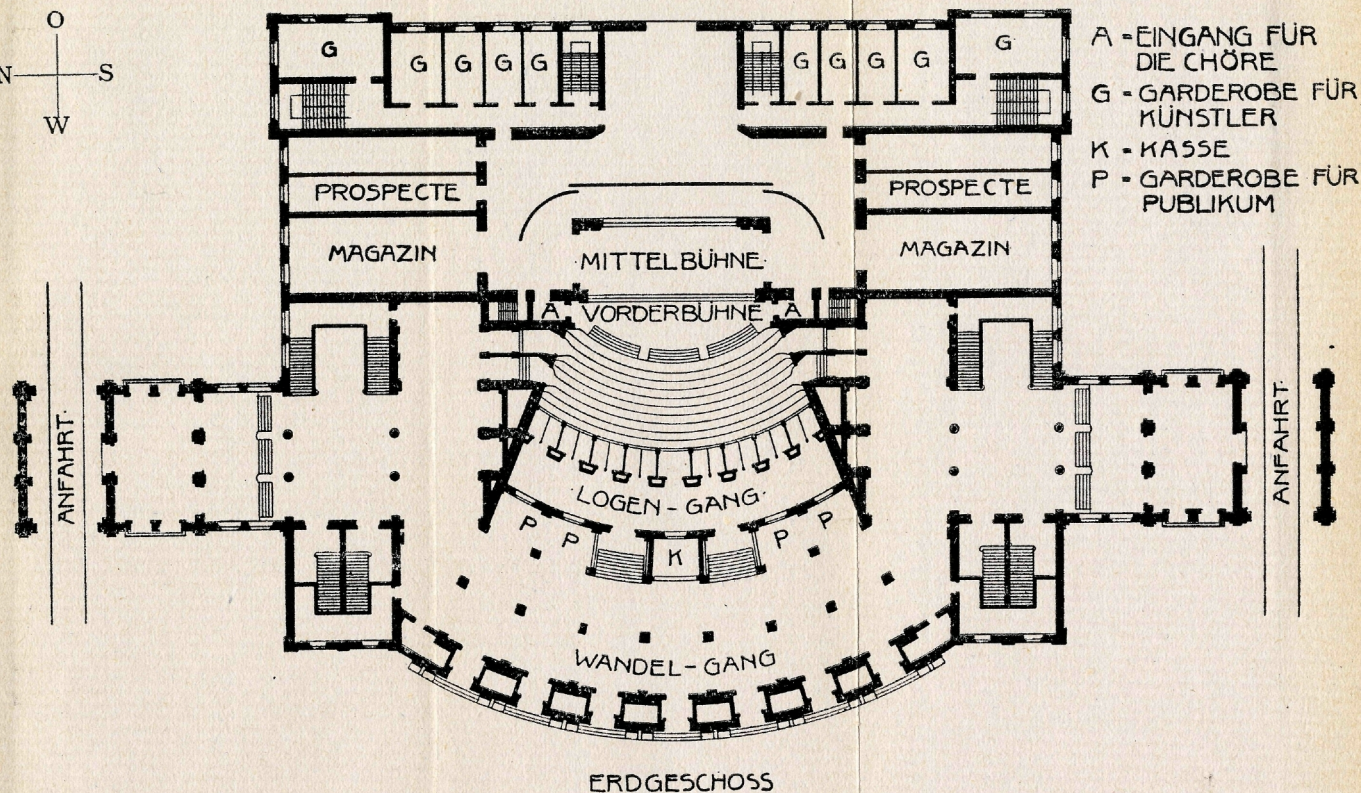 O
N S
W
A = EINGANG FÜR
DIE CHÖRE
G = GARDEROBE FÜR
KÜNSTLER
K = KASSE
P = GARDEROBE FÜR
PUBLIKUM
G G G G G G G G G G
PROSPECTE PROSPECTE
MAGAZIN MAGAZIN
MITTELBÜHNE
A VORDERBÜHNE A
ANFAHRT. ANFAHRT.
LOGEN-GANG.
P P K P P
WANDEL-GANG
ERDGESCHOSS